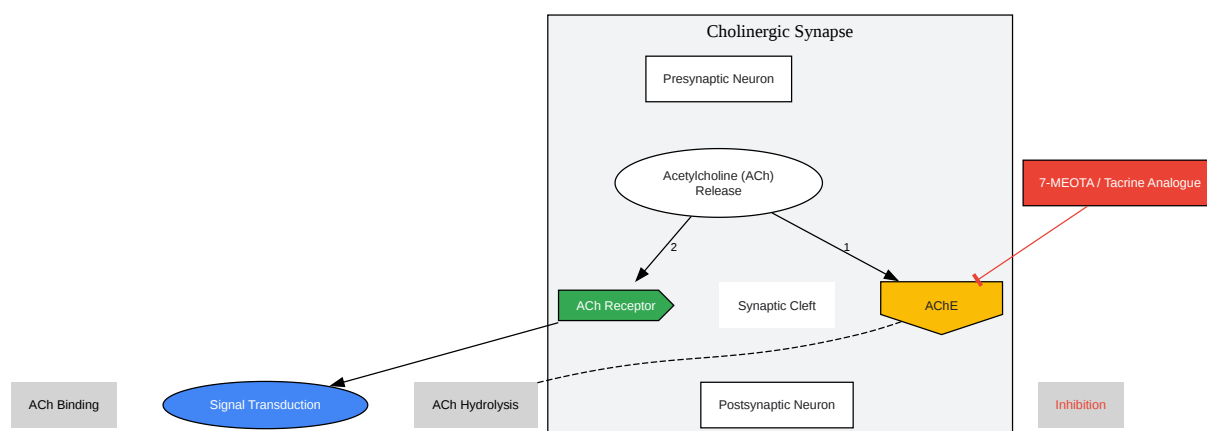 Cholinergic Synapse
Presynaptic Neuron
Acetylcholine (ACh)
Release
7-MEOTA / Tacrine Analogue
2
1
ACh Receptor
Synaptic Cleft
AChE
ACh Binding
Signal Transduction
ACh Hydrolysis
Postsynaptic Neuron
Inhibition